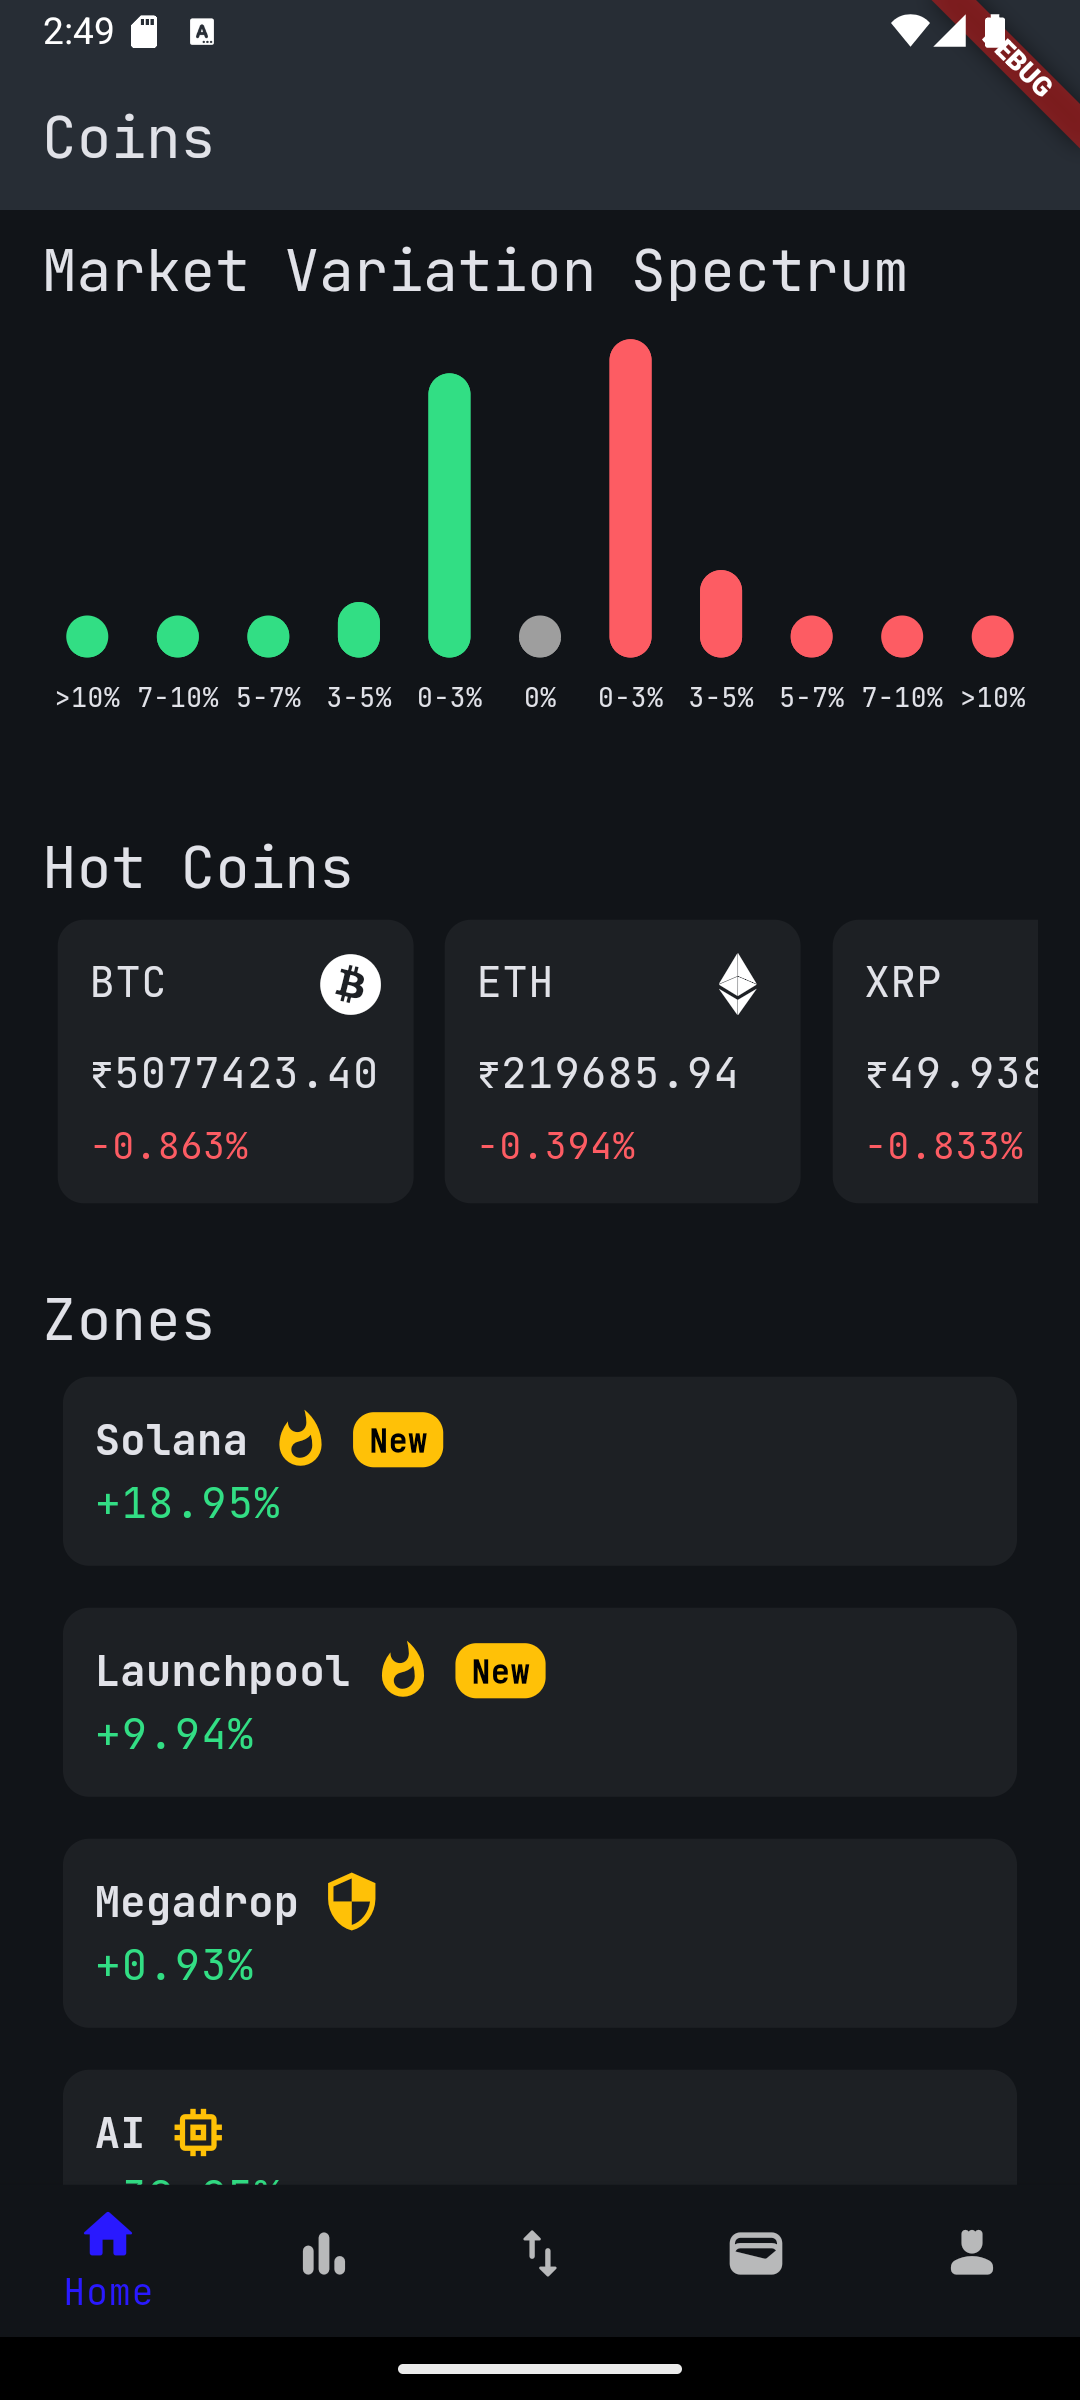 2:49
DEBUG
Coins
Market Variation Spectrum
>10% 7-10% 5-7% 3-5% 0-3% 0% 0-3% 3-5% 5-7% 7-10% >10%
Hot Coins
BTC ETH XRP
₹5077423.40 ₹219685.94 ₹49.938
-0.863% -0.394% -0.833%
Zones
Solana New
+18.95%
Launchpool New
+9.94%
Megadrop
+0.93%
AI
Home